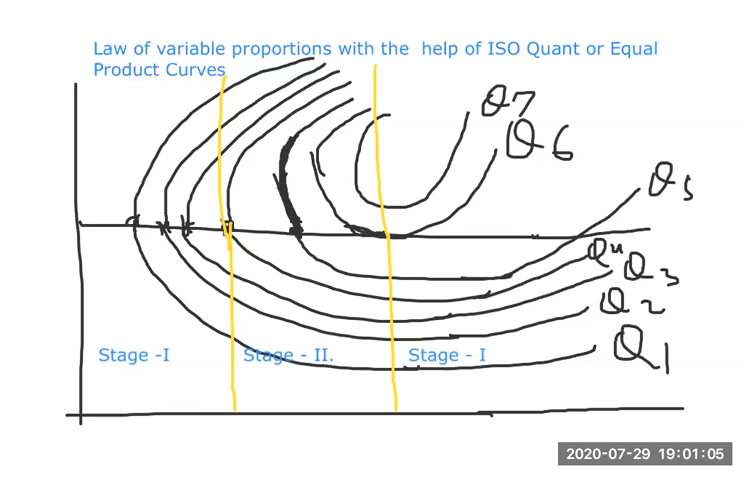 Law of variable proportions with the  help of ISO Quant or Equal
Product Curves
Q7
Q6
Q5
Q4
Q3
Q2
Q1
Stage -I
Stage - II.
Stage - I
2020-07-29 19:01:05